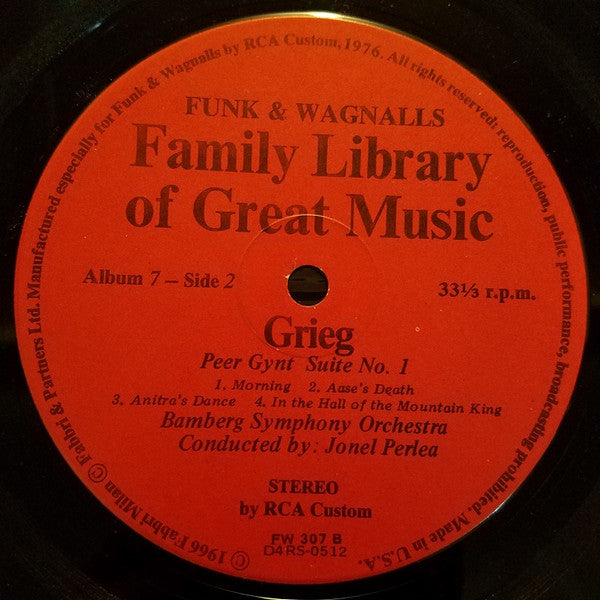 © 1966 Fabbri Milan © Fabbri & Partners Ltd. Manufactured especially for Funk & Wagnalls by RCA Custom, 1976. All rights reserved: reproduction, public performance, broadcasting prohibited. Made in U.S.A.
FUNK & WAGNALLS
Family Library
of Great Music
Album 7 – Side 2
33⅓ r.p.m.
Grieg
Peer Gynt Suite No. 1
1. Morning 2. Aase's Death
3. Anitra's Dance 4. In the Hall of the Mountain King
Bamberg Symphony Orchestra
Conducted by: Jonel Perlea
STEREO
by RCA Custom
FW 307 B
D4RS-0512